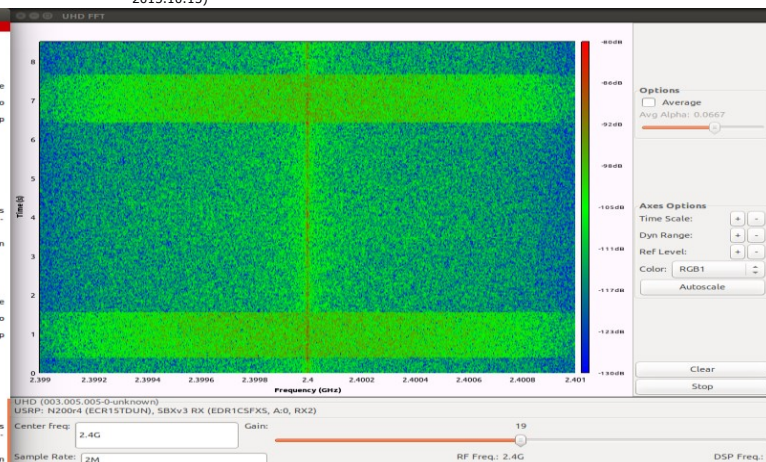 2015.10.15)
UHD FFT
8
7
6
5
4
3
2
1
0
Time (s)
2.399
2.3992
2.3994
2.3996
2.3998
2.4
2.4002
2.4004
2.4006
2.4008
2.401
Frequency (GHz)
-80dB
-86dB
-92dB
-98dB
-105dB
-111dB
-117dB
-123dB
-130dB
Options
Average
Avg Alpha: 0.0667
Axes Options
Time Scale: + -
Dyn Range: + -
Ref Level: + -
Color: RGB1
Autoscale
Clear
Stop
UHD (003.005.005-0-unknown)
USRP: N200r4 (ECR15TDUN), SBXv3 RX (EDR1CSFXS, A:0, RX2)
Center freq: 2.4G
Gain: 19
Sample Rate: 2M
RF Freq.: 2.4G
DSP Freq.: